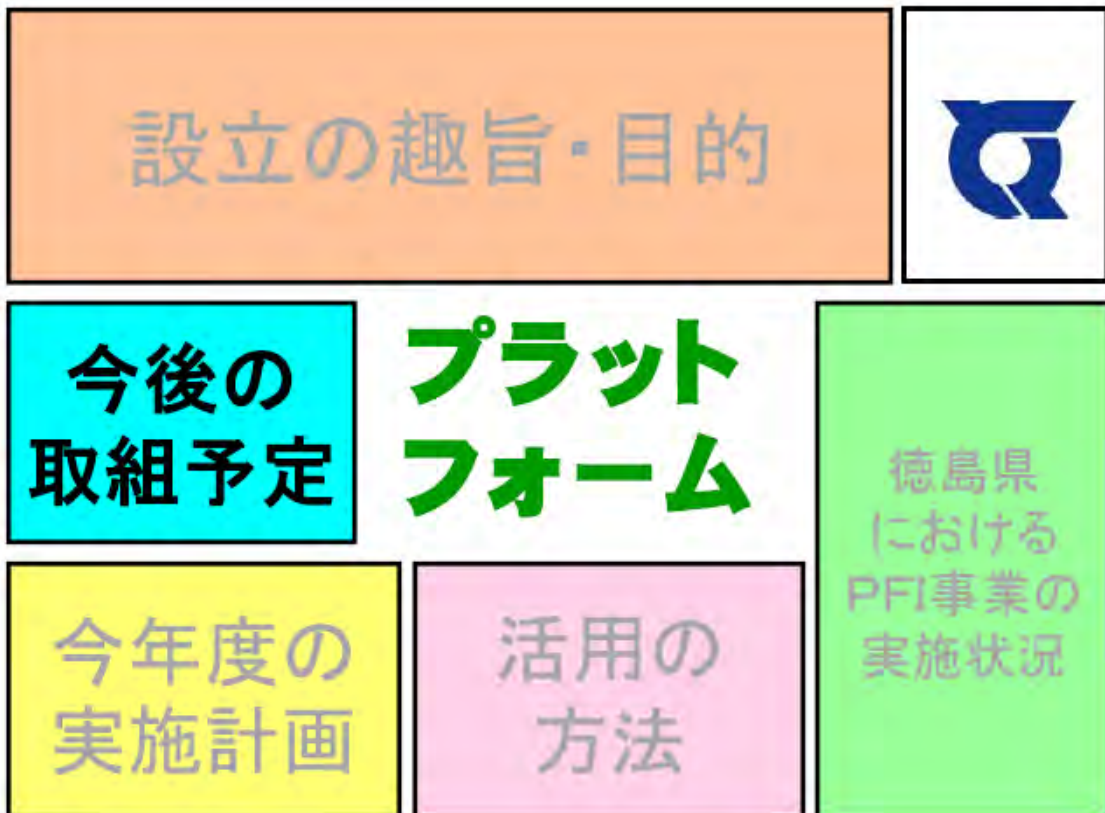 設立の趣旨・目的
今後の
取組予定
プラット
フォーム
徳島県
における
PFI事業の
実施状況
今年度の
実施計画
活用の
方法